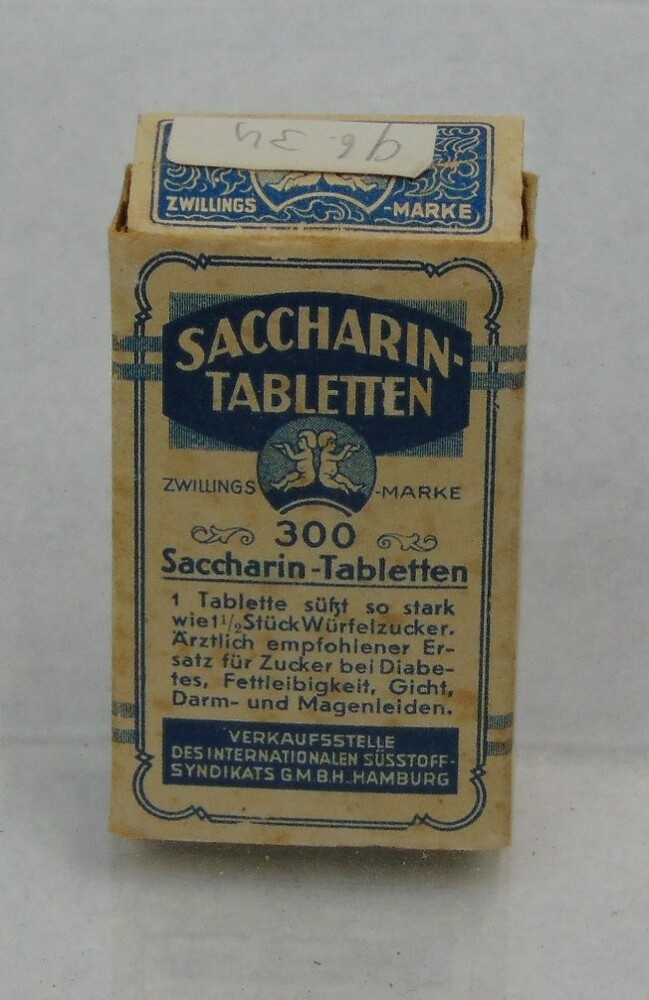 96-34
ZWILLINGS -MARKE
SACCHARIN-
TABLETTEN
ZWILLINGS -MARKE
300
Saccharin-Tabletten
1 Tablette süßt so stark
wie 1 1/2 Stück Würfelzucker.
Ärztlich empfohlener Er-
satz für Zucker bei Diabe-
tes, Fettleibigkeit, Gicht,
Darm- und Magenleiden.
VERKAUFSSTELLE
DES INTERNATIONALEN SÜSSTOFF-
SYNDIKATS G.M.B.H. HAMBURG